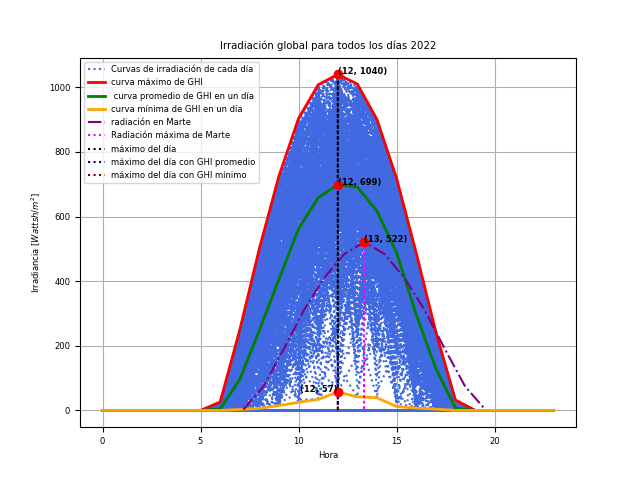 Irradiación global para todos los días 2022
Curvas de irradiación de cada día
curva máximo de GHI
curva promedio de GHI en un día
curva mínima de GHI en un día
radiación en Marte
Radiación máxima de Marte
máximo del día
máximo del día con GHI promedio
máximo del día con GHI mínimo
(12, 1040)
(12, 699)
(13, 522)
(12, 57)
1000
800
600
400
200
0
Irradiancia [Wattsh/m²]
0 5 10 15 20
Hora